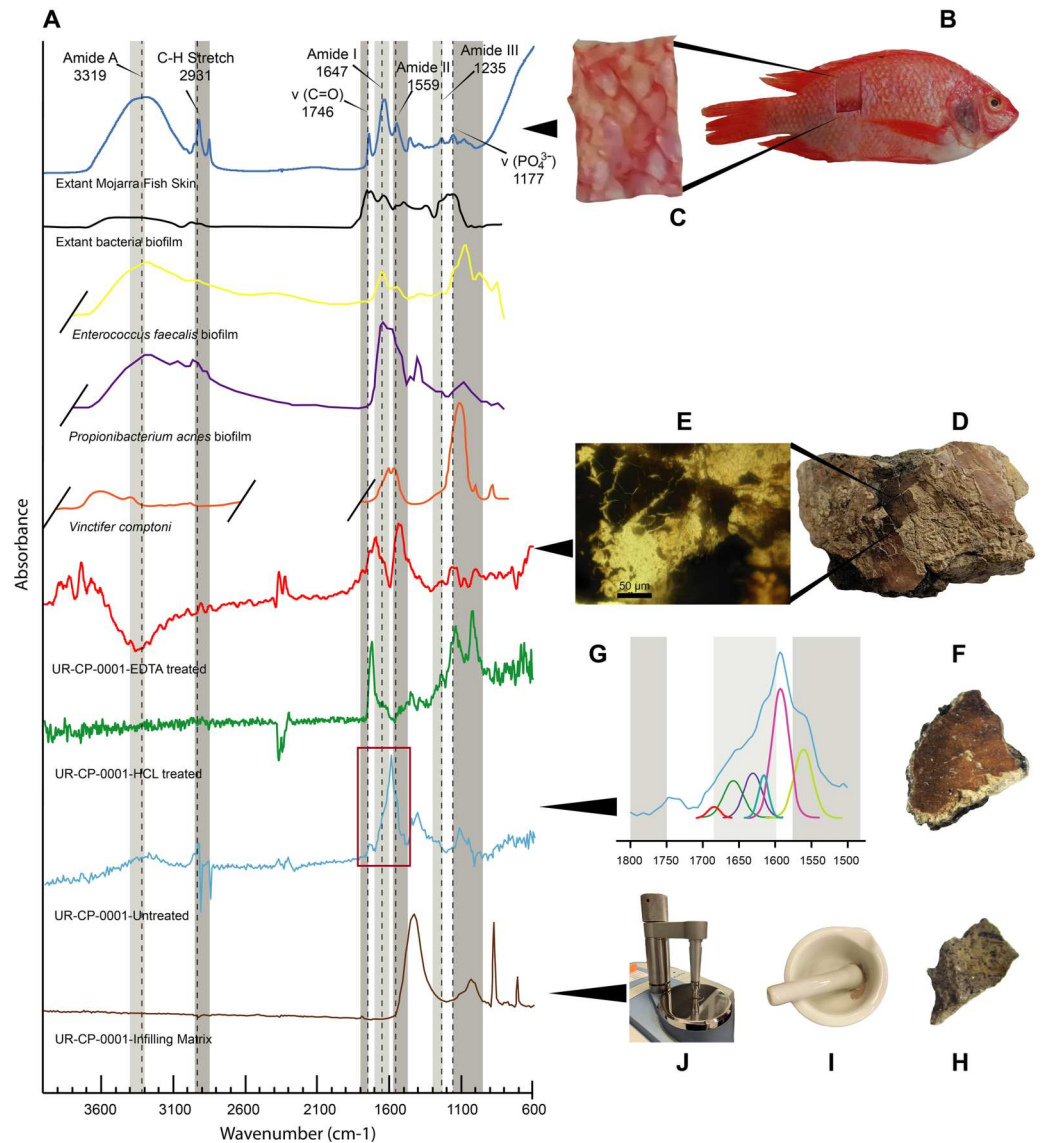 A
B
Amide A
3319
C-H Stretch
2931
Amide I
1647
Amide II
1559
Amide III
1235
ν (C=O)
1746
ν (PO₄³⁻)
1177
Extant Mojarra Fish Skin
C
Extant bacteria biofilm
Enterococcus faecalis biofilm
Propionibacterium acnes biofilm
E
D
50 µm
Vinctifer comptoni
Absorbance
UR-CP-0001-EDTA treated
G
F
UR-CP-0001-HCL treated
1800 1750 1700 1650 1600 1550 1500
UR-CP-0001-Untreated
UR-CP-0001-Infilling Matrix
J
I
H
3600 3100 2600 2100 1600 1100 600
Wavenumber (cm-1)